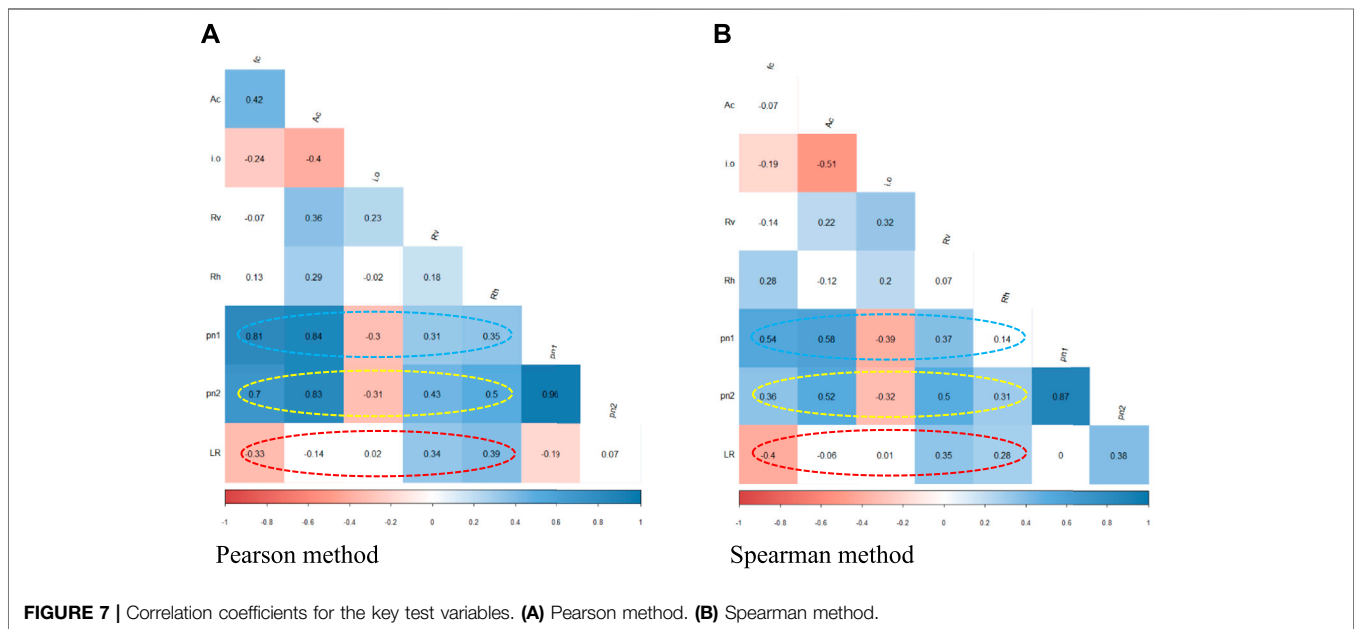 A
fc
Ac 0.42
Ac
i.o -0.24 -0.4
i.o
Rv -0.07 0.36 0.23
Rv
Rh 0.13 0.29 -0.02 0.18
Rh
pn1 0.81 0.84 -0.3 0.31 0.35
pn1
pn2 0.7 0.83 -0.31 0.43 0.5 0.96
pn2
LR -0.33 -0.14 0.02 0.34 0.39 -0.19 0.07
-1 -0.8 -0.6 -0.4 -0.2 0 0.2 0.4 0.6 0.8 1
Pearson method
B
fc
Ac -0.07
Ac
i.o -0.19 -0.51
i.o
Rv -0.14 0.22 0.32
Rv
Rh 0.28 -0.12 0.2 0.07
Rh
pn1 0.54 0.58 -0.39 0.37 0.14
pn1
pn2 0.36 0.52 -0.32 0.5 0.31 0.87
pn2
LR -0.4 -0.06 0.01 0.35 0.28 0 0.38
-1 -0.8 -0.6 -0.4 -0.2 0 0.2 0.4 0.6 0.8 1
Spearman method
FIGURE 7 | Correlation coefficients for the key test variables. (A) Pearson method. (B) Spearman method.